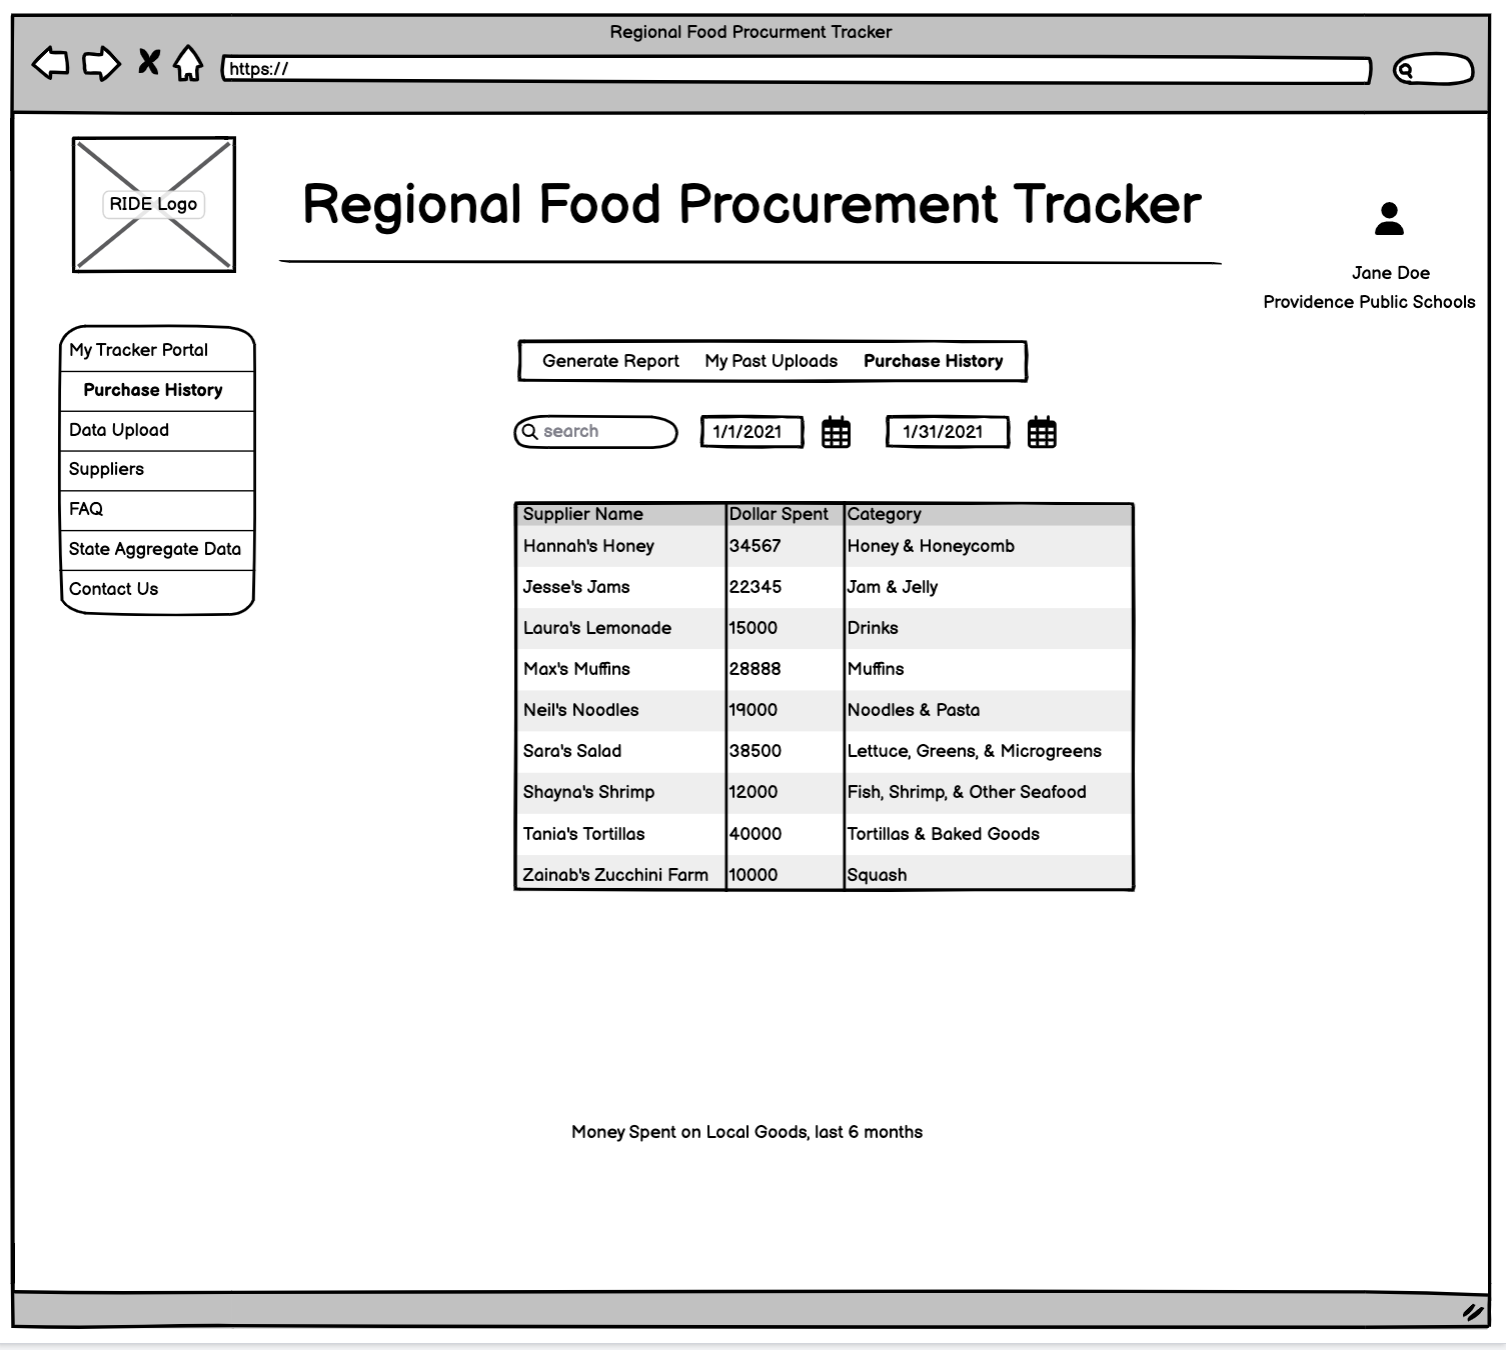 Regional Food Procurment Tracker
https://
RIDE Logo
Regional Food Procurement Tracker
Jane Doe
Providence Public Schools
My Tracker Portal
Purchase History
Data Upload
Suppliers
FAQ
State Aggregate Data
Contact Us
Generate Report My Past Uploads Purchase History
search 1/1/2021 1/31/2021
Supplier Name Dollar Spent Category
Hannah's Honey 34567 Honey & Honeycomb
Jesse's Jams 22345 Jam & Jelly
Laura's Lemonade 15000 Drinks
Max's Muffins 28888 Muffins
Neil's Noodles 19000 Noodles & Pasta
Sara's Salad 38500 Lettuce, Greens, & Microgreens
Shayna's Shrimp 12000 Fish, Shrimp, & Other Seafood
Tania's Tortillas 40000 Tortillas & Baked Goods
Zainab's Zucchini Farm 10000 Squash
Money Spent on Local Goods, last 6 months